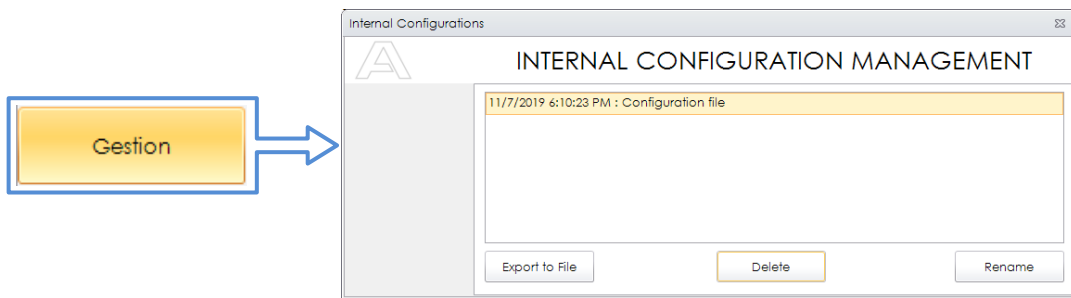 Internal Configurations
INTERNAL CONFIGURATION MANAGEMENT
11/7/2019 6:10:23 PM : Configuration file
Gestion
Export to File
Delete
Rename